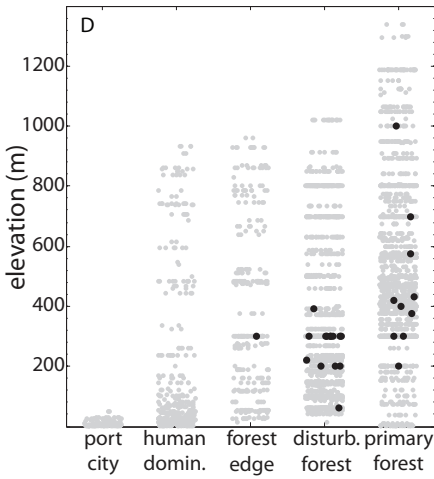 D
1200
1000
800
600
400
200
elevation (m)
port city
human domin.
forest edge
disturb. forest
primary forest